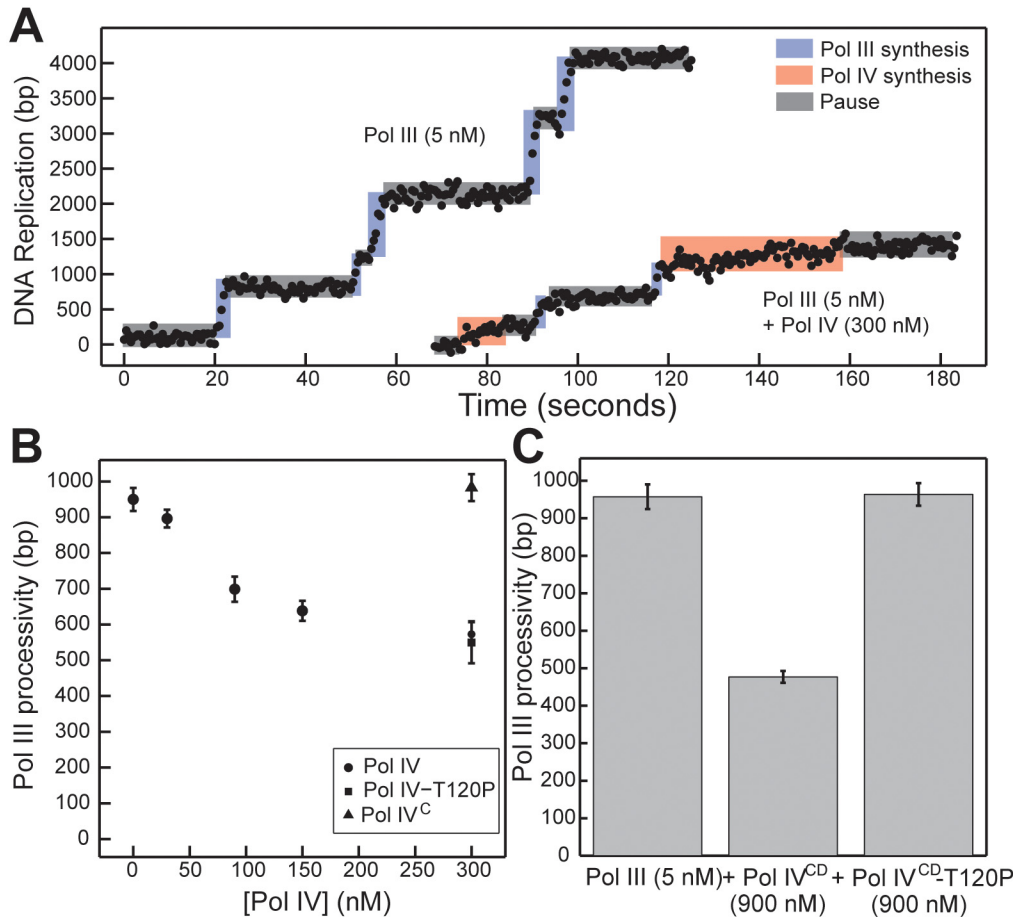 A
4000
3500
3000
2500
2000
1500
1000
500
0
DNA Replication (bp)
Pol III synthesis
Pol IV synthesis
Pause
Pol III (5 nM)
Pol III (5 nM)
+ Pol IV (300 nM)
0 20 40 60 80 100 120 140 160 180
Time (seconds)
B
1000
900
800
700
600
500
400
300
200
100
0
Pol III processivity (bp)
Pol IV
Pol IV–T120P
Pol IV^C
0 50 100 150 200 250 300
[Pol IV] (nM)
C
1000
900
800
700
600
500
400
300
200
100
0
Pol III processivity (bp)
Pol III (5 nM) + Pol IV^CD + Pol IV^CD-T120P
(900 nM) (900 nM)